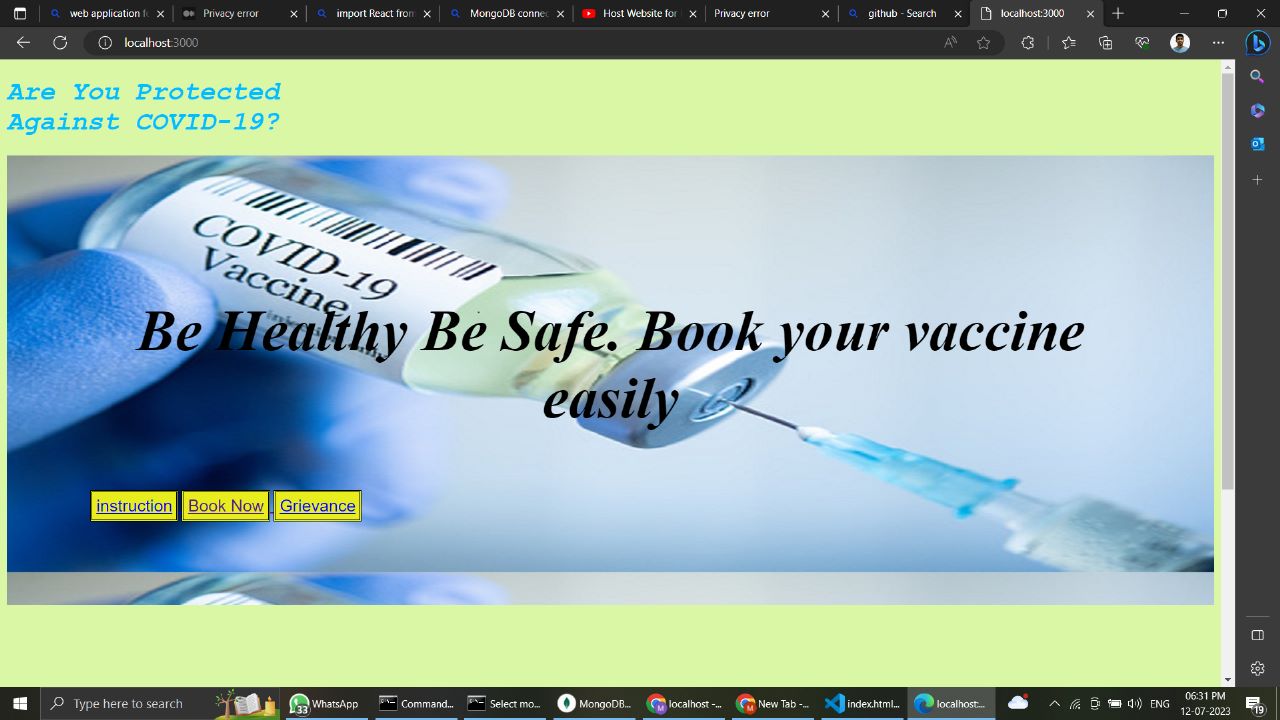 web application fo
Privacy error
import React from
MongoDB connec
Host Website for
Privacy error
github - Search
localhost:3000
localhost:3000
Are You Protected
Against COVID-19?
COVID-19
Vaccine
Be Healthy Be Safe. Book your vaccine
easily
instruction Book Now Grievance
Type here to search
33
WhatsApp
Command...
Select mo...
MongoDB...
localhost -...
New Tab -...
Index.html...
localhost:...
ENG
06:31 PM
12-07-2023
19